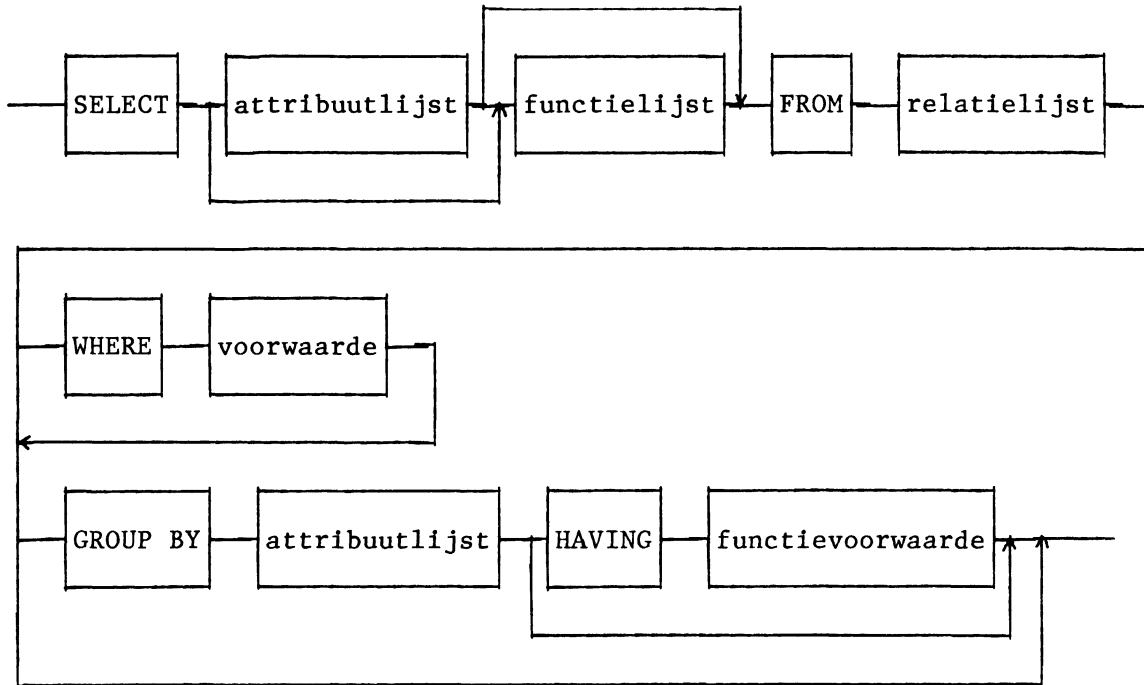 SELECT attribuutlijst functielijst FROM relatielijst
WHERE voorwaarde
GROUP BY attribuutlijst HAVING functievoorwaarde